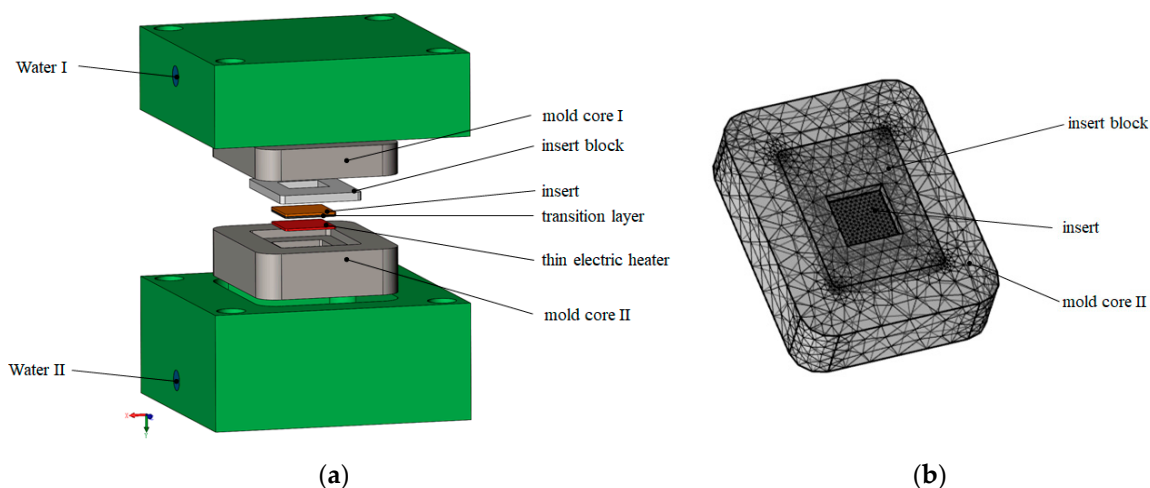 Water I
mold core I
insert block
insert
transition layer
thin electric heater
mold core II
Water II
X
Y
(a)
insert block
insert
mold core II
(b)